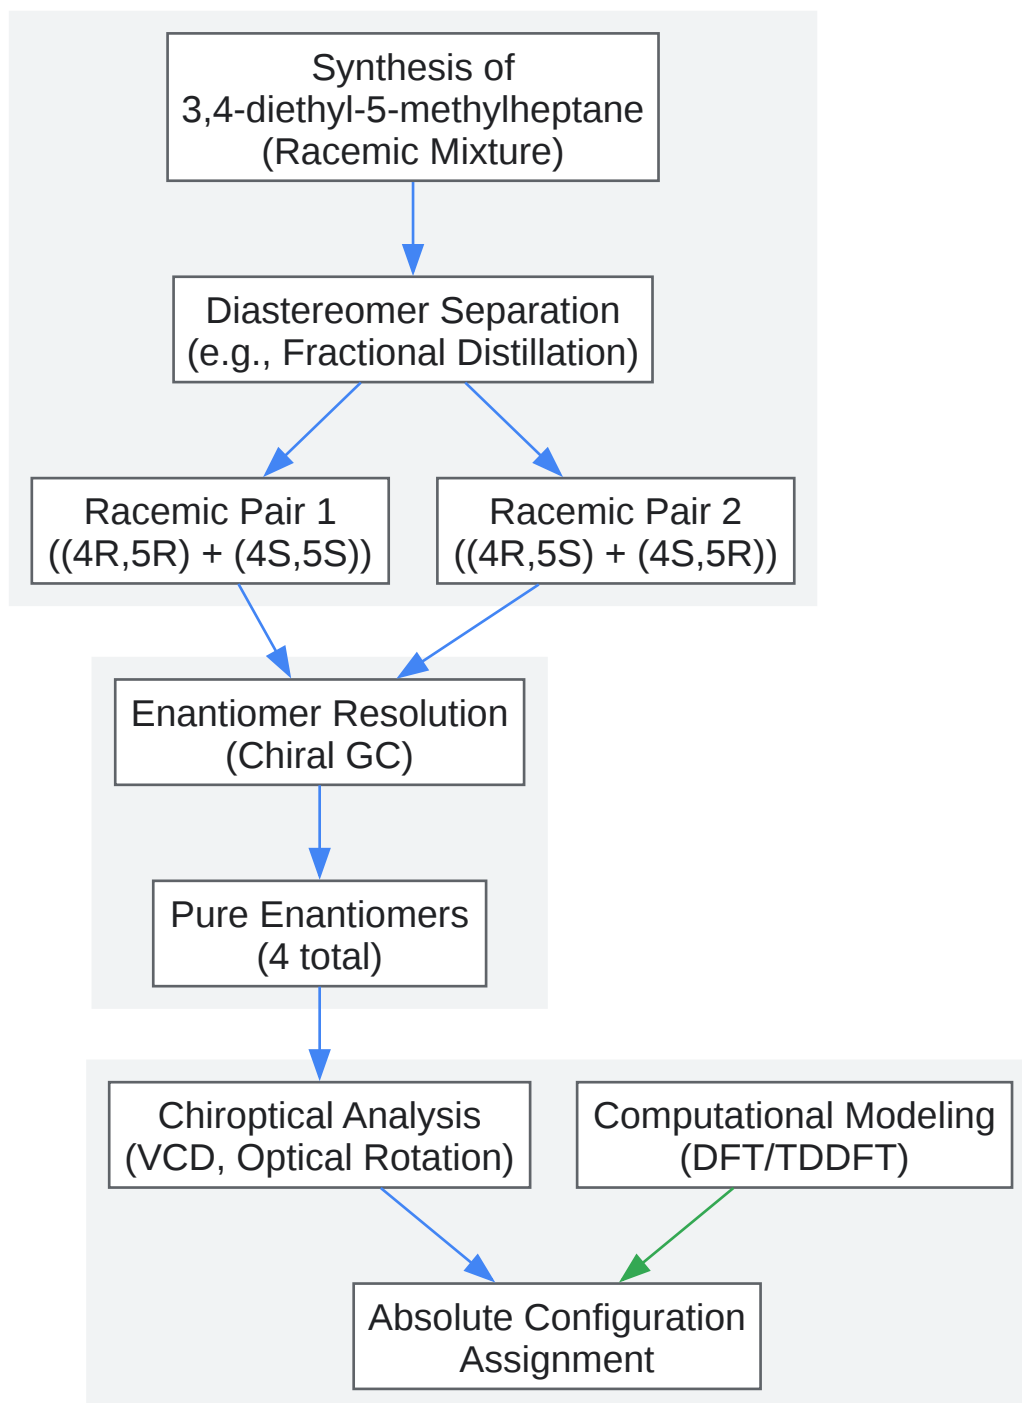 Synthesis of
3,4-diethyl-5-methylheptane
(Racemic Mixture)
Diastereomer Separation
(e.g., Fractional Distillation)
Racemic Pair 1
((4R,5R) + (4S,5S))
Racemic Pair 2
((4R,5S) + (4S,5R))
Enantiomer Resolution
(Chiral GC)
Pure Enantiomers
(4 total)
Chiroptical Analysis
(VCD, Optical Rotation)
Computational Modeling
(DFT/TDDFT)
Absolute Configuration
Assignment